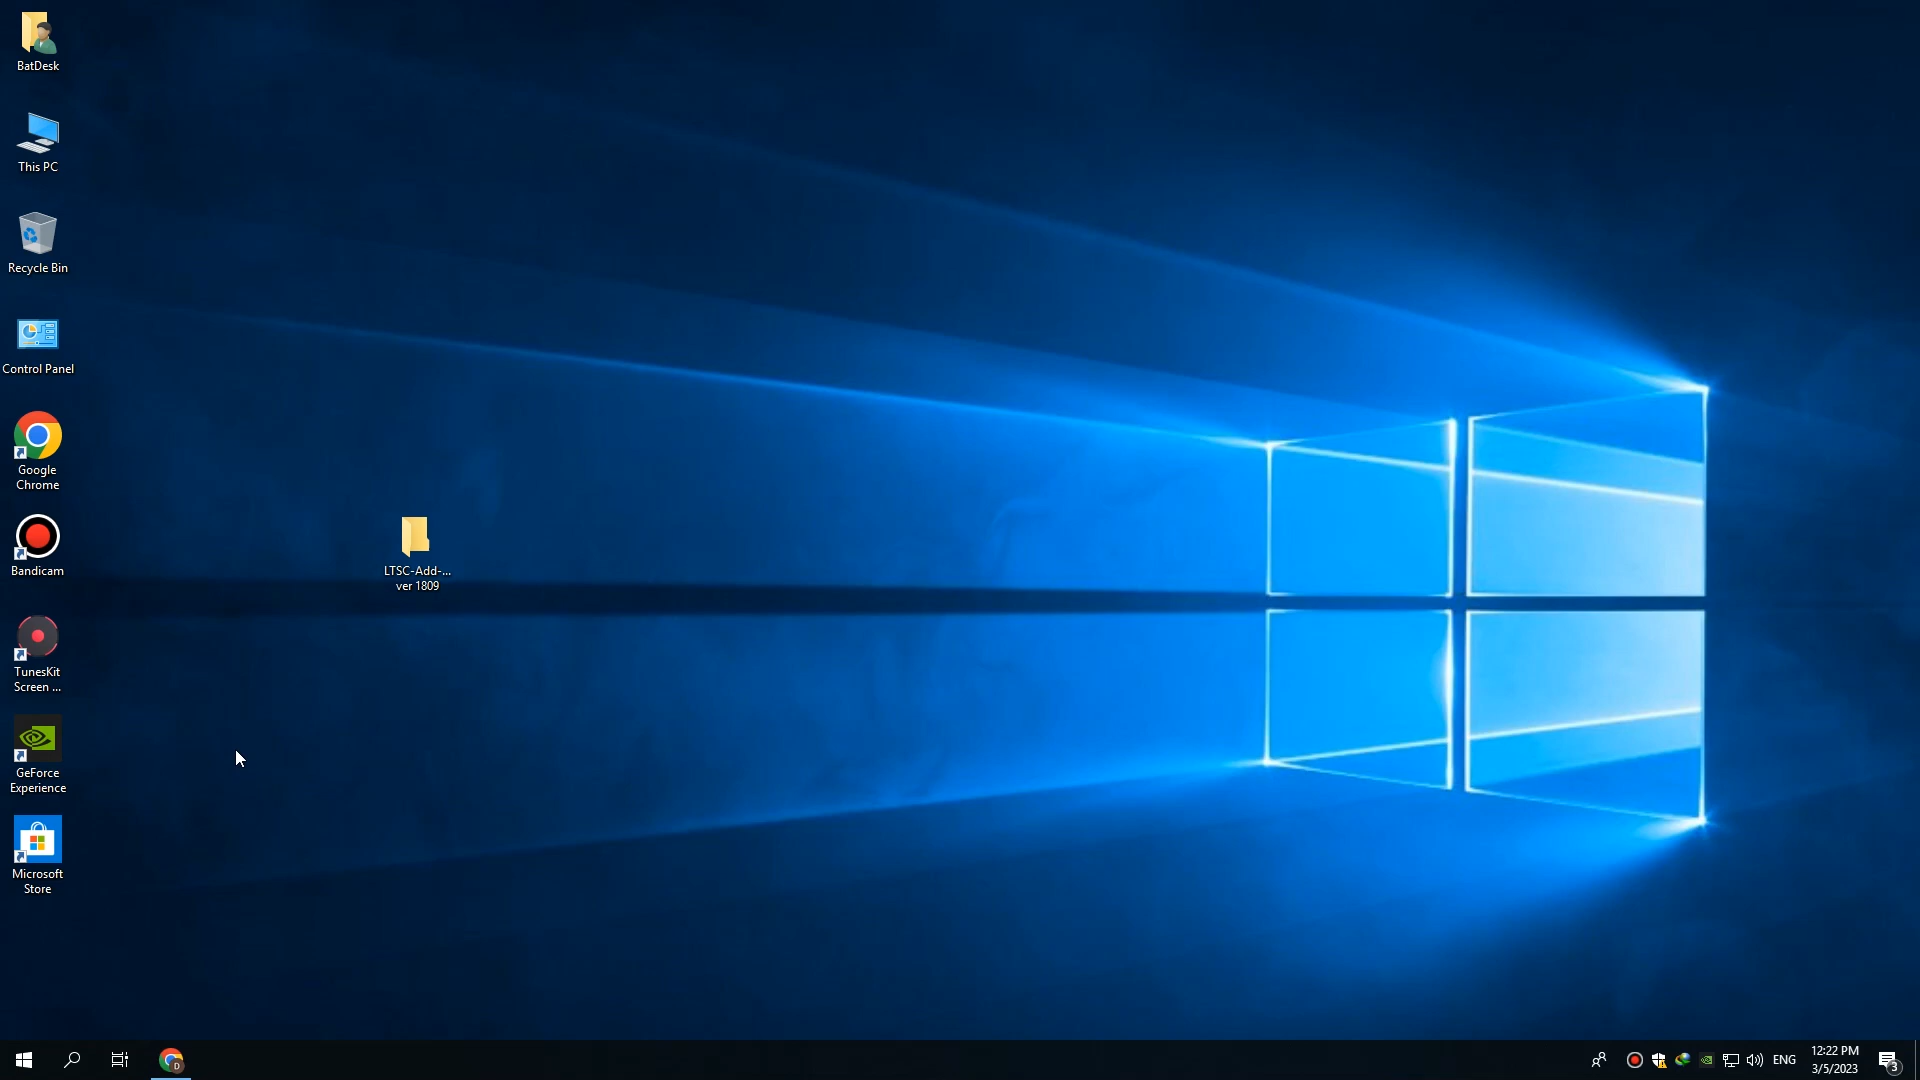 BatDesk
This PC
Recycle Bin
Control Panel
Google
Chrome
Bandicam
TunesKit
Screen ...
GeForce
Experience
Microsoft
Store
LTSC-Add-...
ver 1809
D
ENG
12:22 PM
3/5/2023
3